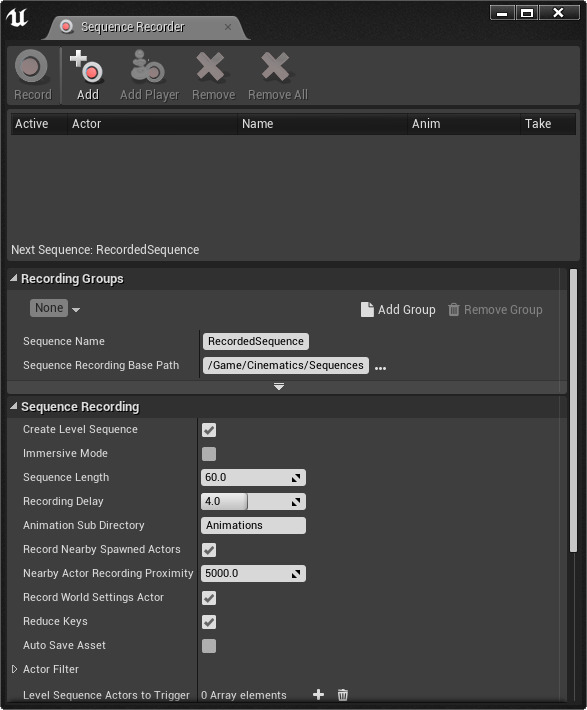 Sequence Recorder
Record Add Add Player Remove Remove All
Active Actor Name Anim Take
Next Sequence: RecordedSequence
Recording Groups
None Add Group Remove Group
Sequence Name RecordedSequence
Sequence Recording Base Path /Game/Cinematics/Sequences ...
Sequence Recording
Create Level Sequence
Immersive Mode
Sequence Length 60.0
Recording Delay 4.0
Animation Sub Directory Animations
Record Nearby Spawned Actors
Nearby Actor Recording Proximity 5000.0
Record World Settings Actor
Reduce Keys
Auto Save Asset
Actor Filter
Level Sequence Actors to Trigger 0 Array elements